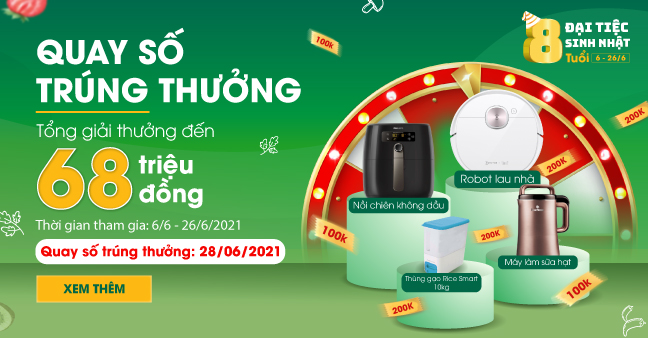 QUAY SỐ
TRÚNG THƯỞNG
Tổng giải thưởng đến
68 triệu
đồng
Thời gian tham gia: 6/6 - 26/6/2021
Quay số trúng thưởng: 28/06/2021
XEM THÊM
8 ĐẠI TIỆC
SINH NHẬT
Tuổi 6 - 26/6
100k
200K
Robot lau nhà
200K
Nồi chiên không dầu
100k
200K
Máy làm sữa hạt
Thùng gạo Rice Smart
10kg
100k
200K